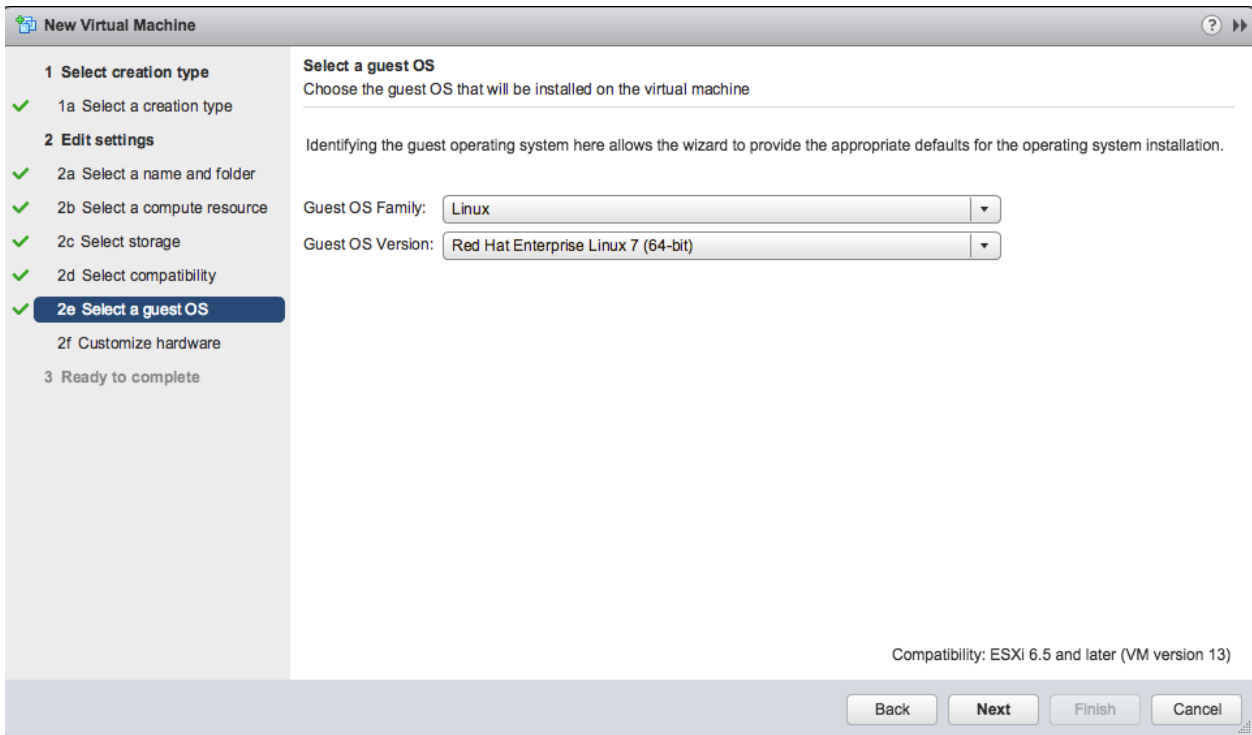 New Virtual Machine
?
1 Select creation type
1a Select a creation type
2 Edit settings
2a Select a name and folder
2b Select a compute resource
2c Select storage
2d Select compatibility
2e Select a guest OS
2f Customize hardware
3 Ready to complete
Select a guest OS
Choose the guest OS that will be installed on the virtual machine
Identifying the guest operating system here allows the wizard to provide the appropriate defaults for the operating system installation.
Guest OS Family: Linux
Guest OS Version: Red Hat Enterprise Linux 7 (64-bit)
Compatibility: ESXi 6.5 and later (VM version 13)
Back Next Finish Cancel